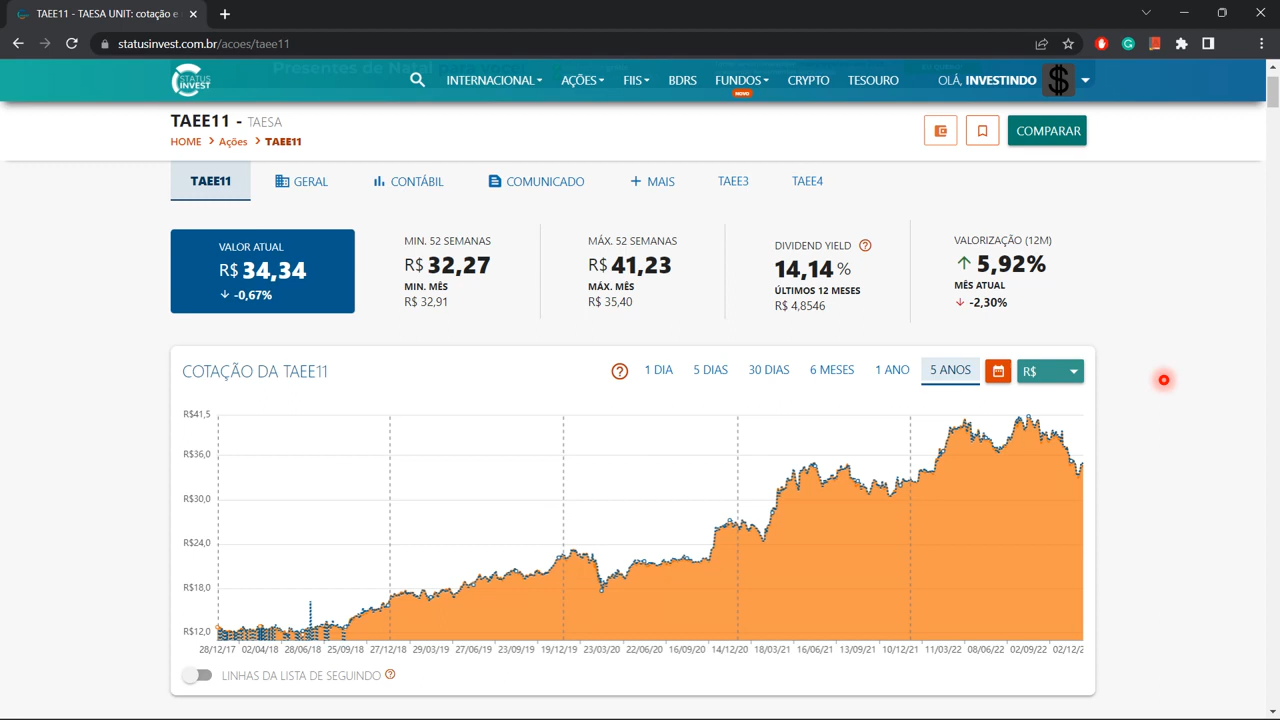 TAEE11 - TAESA UNIT: cotação e
statusinvest.com.br/acoes/taee11
Presentes de Natal
STATUS INVEST
INTERNACIONAL AÇÕES FIIS BDRS FUNDOS CRYPTO TESOURO OLÁ, INVESTINDO
NOVO
TAEE11 - TAESA
HOME > Ações > TAEE11
COMPARAR
TAEE11 GERAL CONTÁBIL COMUNICADO + MAIS TAEE3 TAEE4
VALOR ATUAL
R$ 34,34
-0,67%
MIN. 52 SEMANAS
R$ 32,27
MIN. MÊS
R$ 32,91
MÁX. 52 SEMANAS
R$ 41,23
MÁX. MÊS
R$ 35,40
DIVIDEND YIELD ?
14,14 %
ÚLTIMOS 12 MESES
R$ 4,8546
VALORIZAÇÃO (12M)
5,92%
MÊS ATUAL
-2,30%
COTAÇÃO DA TAEE11 ? 1 DIA 5 DIAS 30 DIAS 6 MESES 1 ANO 5 ANOS R$
R$41,5
R$36,0
R$30,0
R$24,0
R$18,0
R$12,0
28/12/17 02/04/18 28/06/18 25/09/18 27/12/18 29/03/19 27/06/19 23/09/19 19/12/19 23/03/20 22/06/20 16/09/20 14/12/20 18/03/21 16/06/21 13/09/21 10/12/21 11/03/22 08/06/22 02/09/22 02/12/2
LINHAS DA LISTA DE SEGUINDO ?